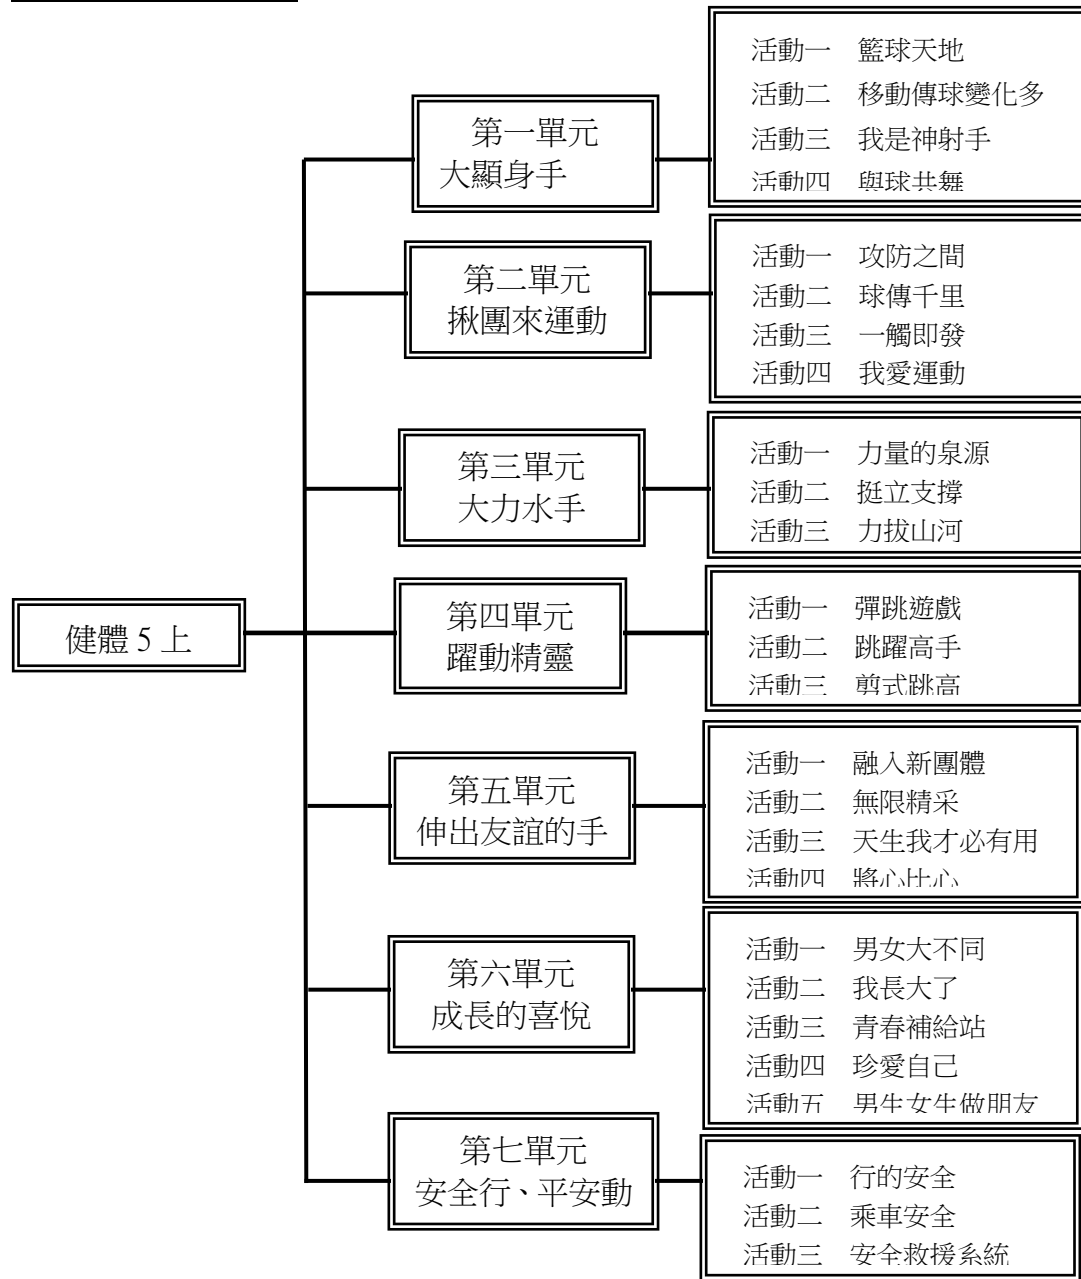 健體 5 上
第一單元
大顯身手
活動一　籃球天地
活動二　移動傳球變化多
活動三　我是神射手
活動四　與球共舞
第二單元
揪團來運動
活動一　攻防之間
活動二　球傳千里
活動三　一觸即發
活動四　我愛運動
第三單元
大力水手
活動一　力量的泉源
活動二　挺立支撐
活動三　力拔山河
第四單元
躍動精靈
活動一　彈跳遊戲
活動二　跳躍高手
活動三　剪式跳高
第五單元
伸出友誼的手
活動一　融入新團體
活動二　無限精采
活動三　天生我才必有用
活動四　將心比心
第六單元
成長的喜悅
活動一　男女大不同
活動二　我長大了
活動三　青春補給站
活動四　珍愛自己
活動五　男生女生做朋友
第七單元
安全行、平安動
活動一　行的安全
活動二　乘車安全
活動三　安全救援系統